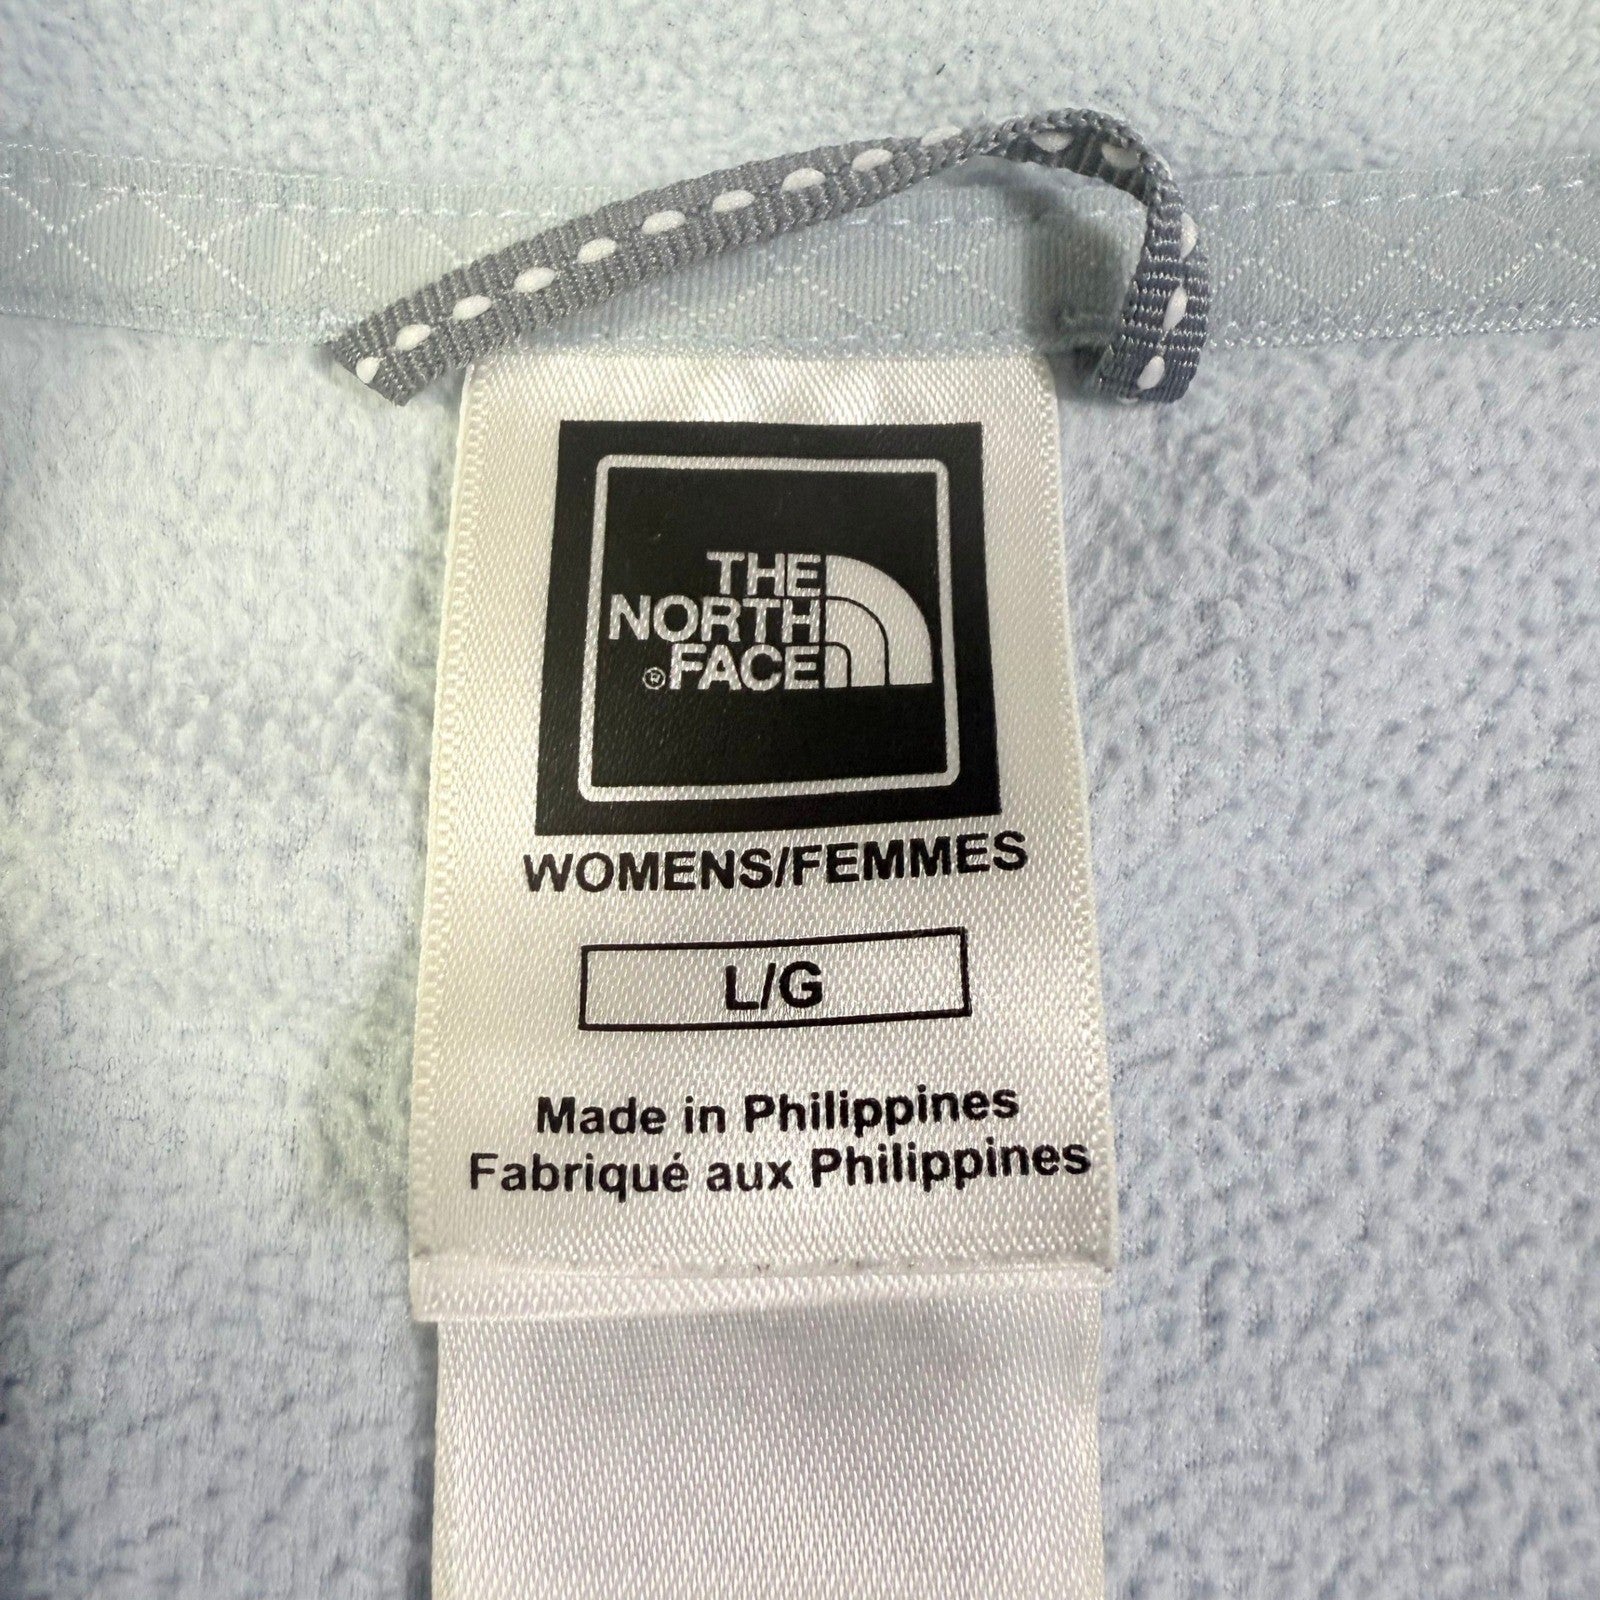 THE
NORTH
®FACE
WOMENS/FEMMES
L/G
Made in Philippines
Fabriqué aux Philippines